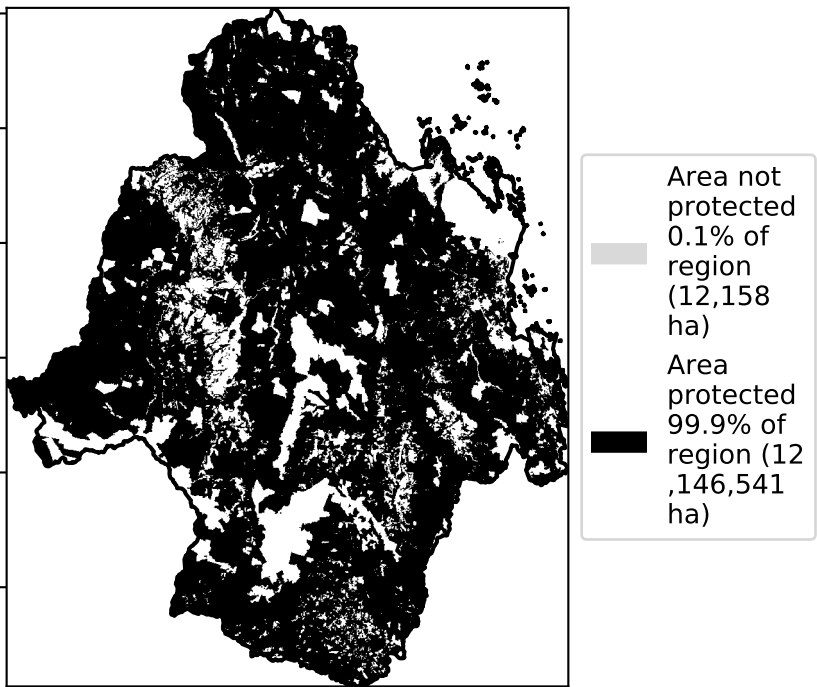 Area not
protected
0.1% of
region
(12,158
ha)
Area
protected
99.9% of
region (12
,146,541
ha)